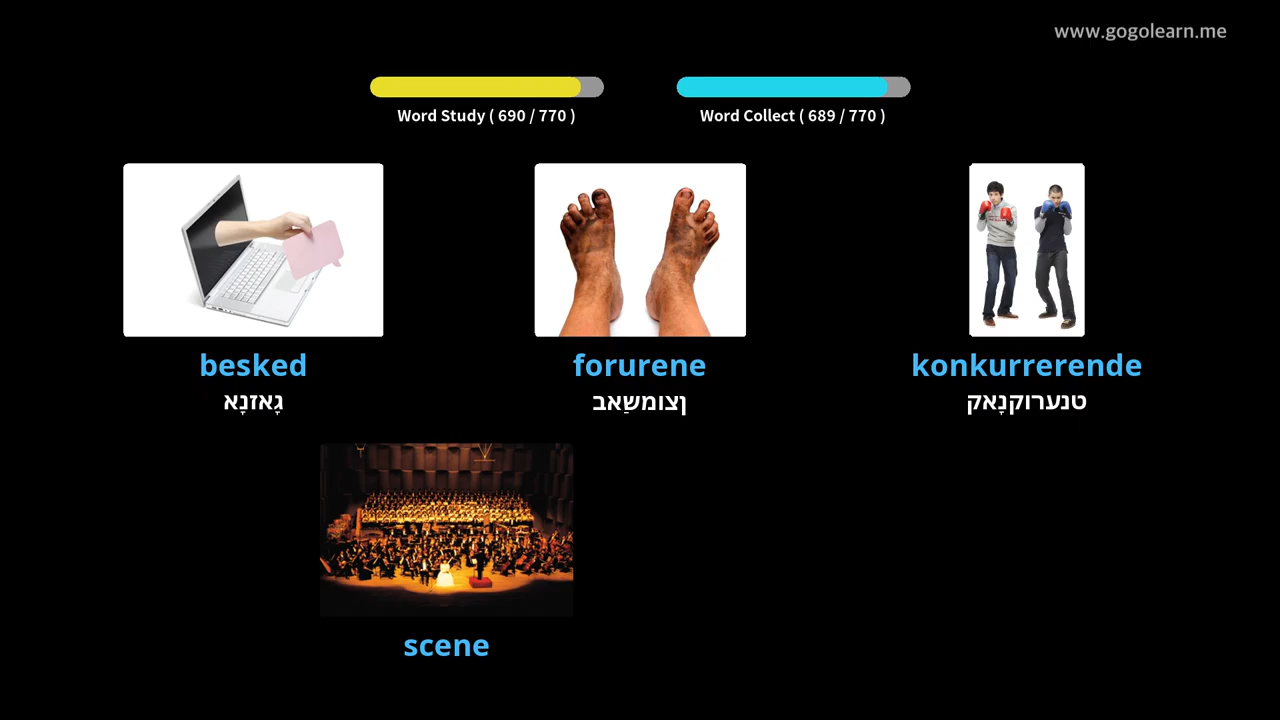 www.gogolearn.me
Word Study ( 690 / 770 )
Word Collect ( 689 / 770 )
besked
forurene
konkurrerende
גָאזנָא
ןצומשַאב
טנערוקנָאק
scene